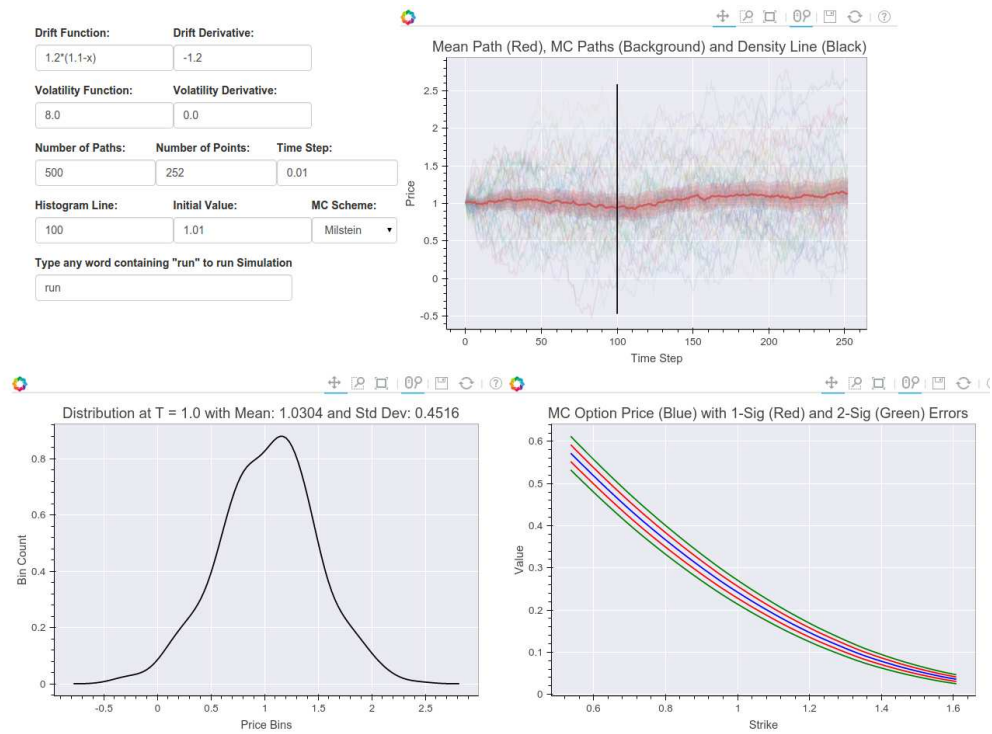 Drift Function: Drift Derivative:
1.2*(1.1-x) -1.2
Volatility Function: Volatility Derivative:
8.0 0.0
Number of Paths: Number of Points: Time Step:
500 252 0.01
Histogram Line: Initial Value: MC Scheme:
100 1.01 Milstein
Type any word containing "run" to run Simulation
run
Mean Path (Red), MC Paths (Background) and Density Line (Black)
Price
2.5
2
1.5
1
0.5
0
-0.5
0 50 100 150 200 250
Time Step
Distribution at T = 1.0 with Mean: 1.0304 and Std Dev: 0.4516
Bin Count
0.8
0.6
0.4
0.2
0
-0.5 0 0.5 1 1.5 2 2.5
Price Bins
MC Option Price (Blue) with 1-Sig (Red) and 2-Sig (Green) Errors
Value
0.6
0.5
0.4
0.3
0.2
0.1
0
0.6 0.8 1 1.2 1.4 1.6
Strike